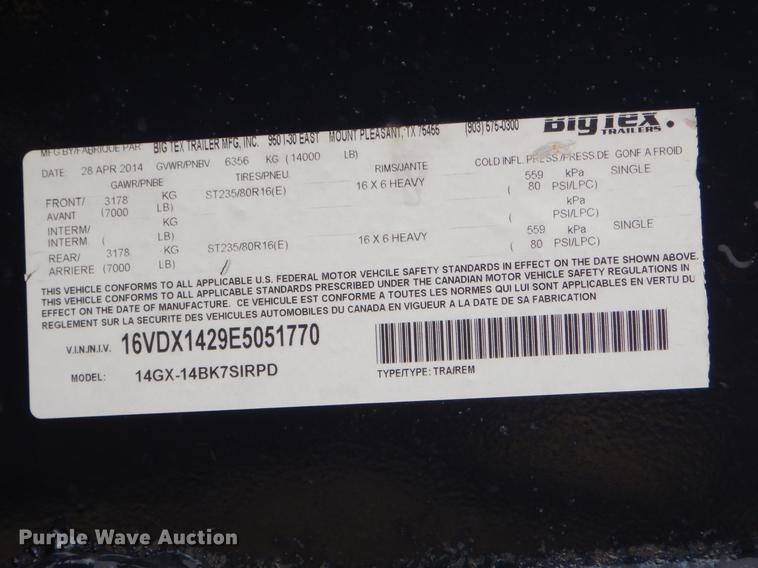 MFG BY/FABRIQUE PAR BIG TEX TRAILER MFG, INC. 950 I-30 EAST MOUNT PLEASANT, TX 75455 (903) 575-0300 BigTex.
TRAILERS
DATE: 28 APR 2014 GVWR/PNBV 6356 KG (14000 LB)
GAWR/PNBE TIRES/PNEU RIMS/JANTE COLD INFL. PRESS/PRESS.DE GONF A FROID
FRONT/ 3178 KG ST235/80R16(E) 16 X 6 HEAVY 559 kPa SINGLE
AVANT (7000 LB) ( 80 PSI/LPC)
INTERM/ KG kPa
INTERM ( LB) ( PSI/LPC)
REAR/ 3178 KG ST235/80R16(E) 16 X 6 HEAVY 559 kPa SINGLE
ARRIERE (7000 LB) ( 80 PSI/LPC)
THIS VEHICLE CONFORMS TO ALL APPLICABLE U.S. FEDERAL MOTOR VEHCILE SAFETY STANDARDS IN EFFECT ON THE DATE SHOWN ABOVE.
THIS VEHICLE CONFORMS TO ALL APPLICABLE STANDARDS PRESCRIBED UNDER THE CANADIAN MOTOR VEHICLE SAFETY REGULATIONS IN
EFFECT ON THE DATE OF MANUFACTURE. CE VEHICULE EST CONFORME A TOUTES LES NORMES QUI LUI SONT APPLICABLES EN VERTU DU
REGLEMENT SUR LA SECURITE DES VEHICULES AUTOMOBILES DU CANADA EN VIGUEUR A LA DATE DE SA FABRICATION
V.I.N./N.I.V. 16VDX1429E5051770
MODEL: 14GX-14BK7SIRPD TYPE/TYPE: TRA/REM
Purple Wave Auction